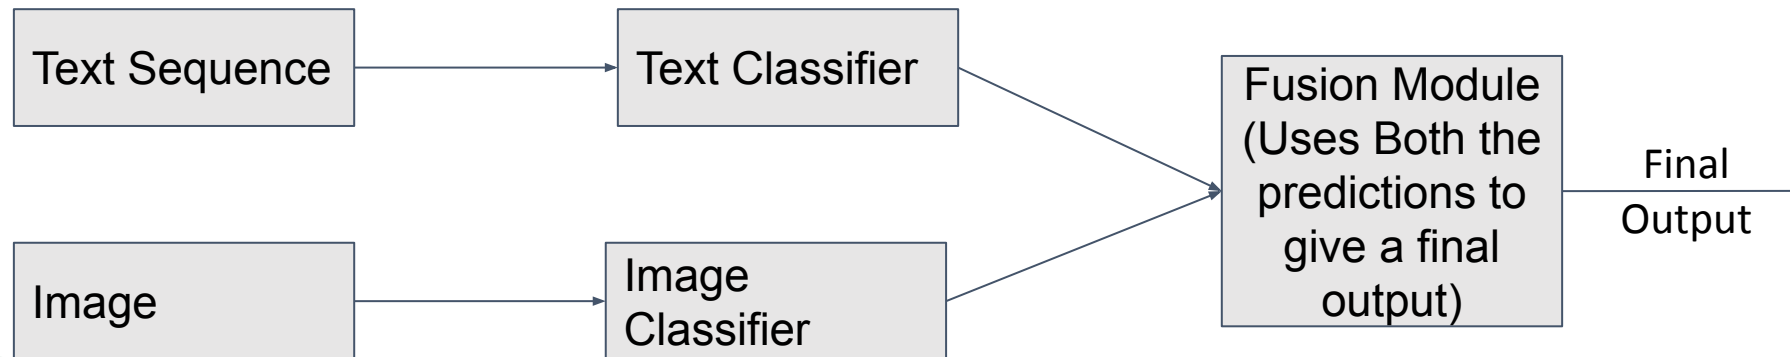 Text Sequence
Text Classifier
Image
Image
Classifier
Fusion Module
(Uses Both the
predictions to
give a final
output)
Final
Output